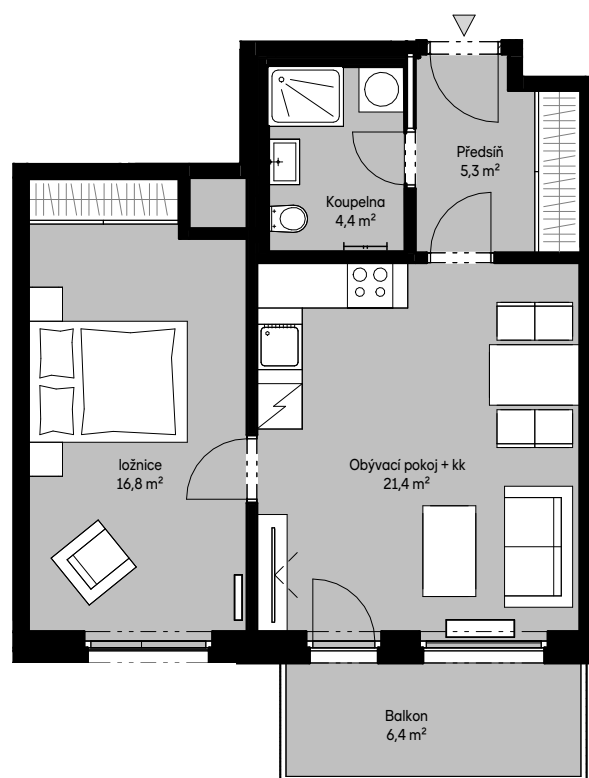 Předsíň
5,3 m²
Koupelna
4,4 m²
ložnice
16,8 m²
Obývací pokoj + kk
21,4 m²
Balkon
6,4 m²